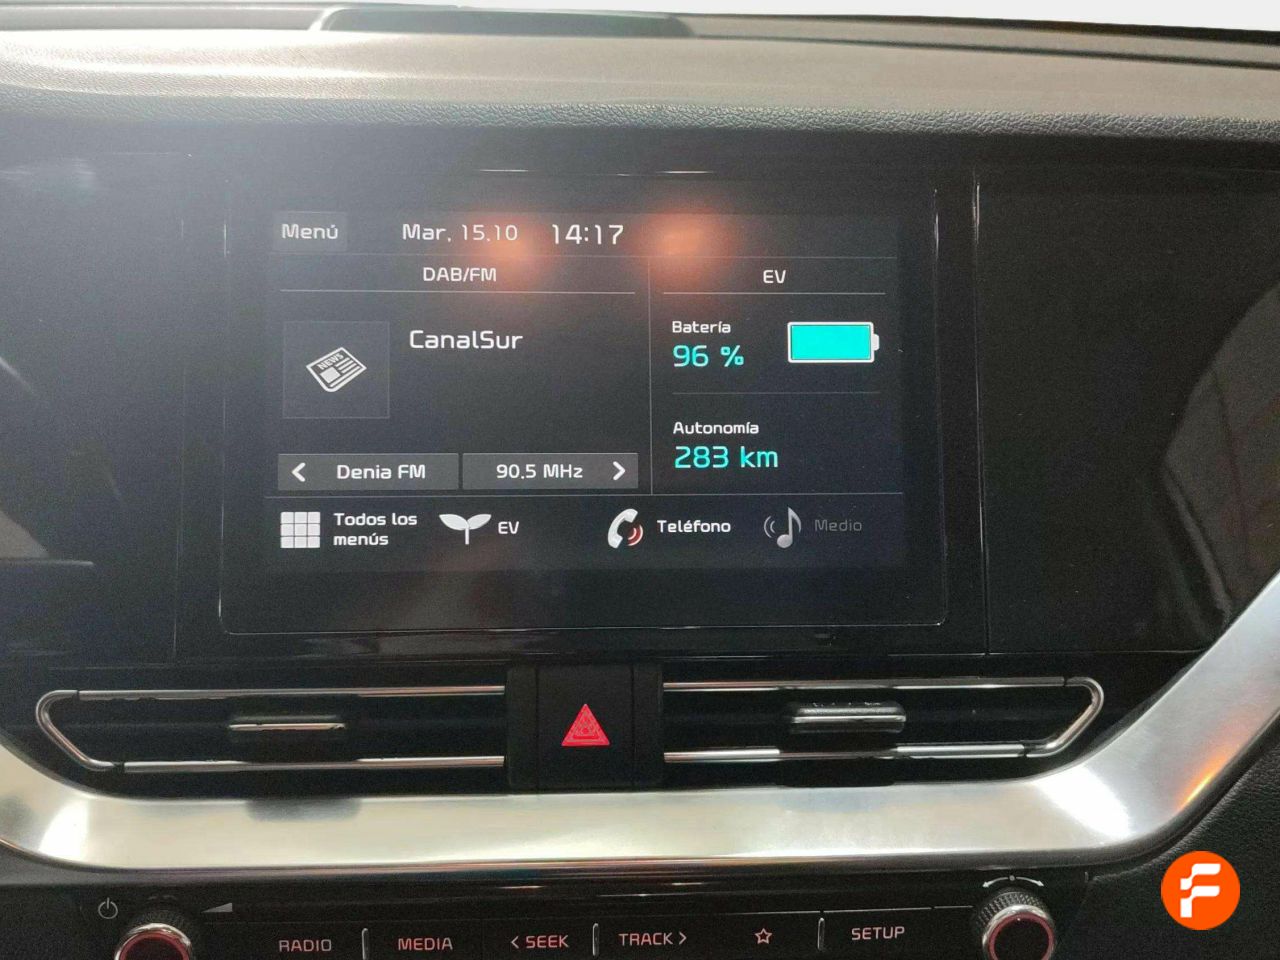 Menú Mar. 15.10 14:17
DAB/FM
EV
NEWS
CanalSur
Batería
96 %
Autonomía
283 km
Denia FM
90.5 MHz
Todos los
menús
EV
Teléfono
Medio
RADIO MEDIA < SEEK TRACK > SETUP